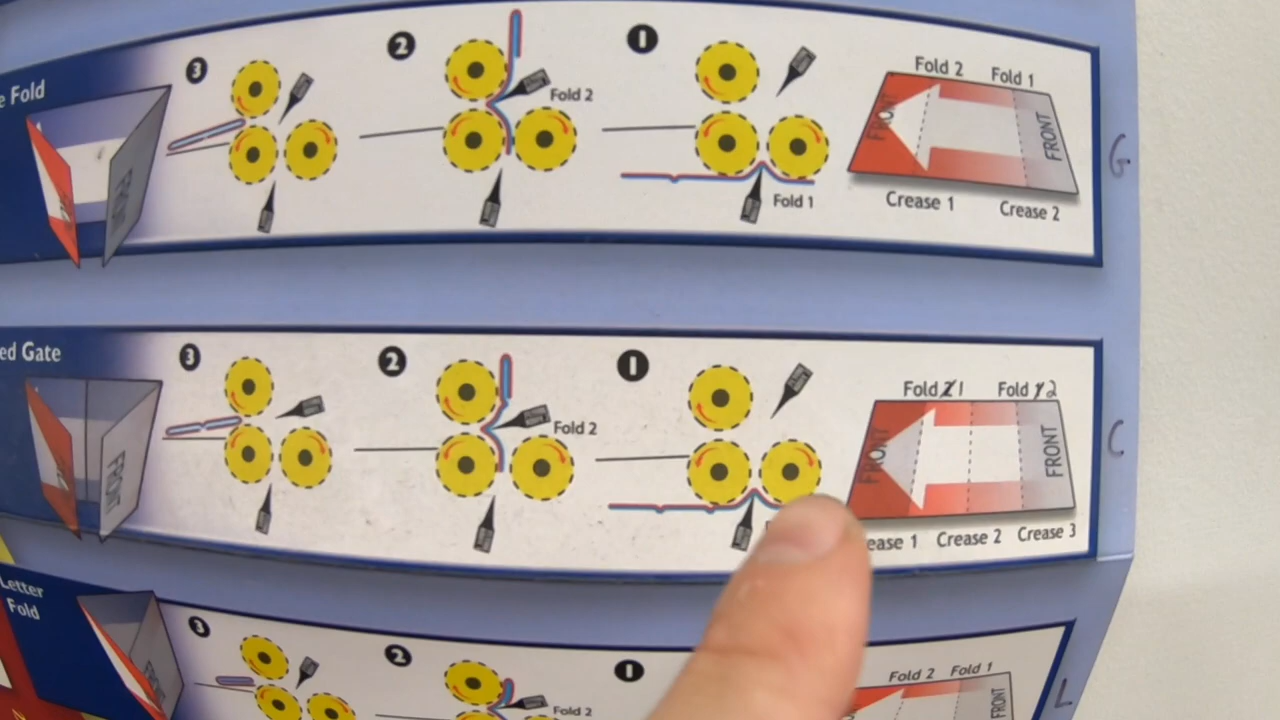 e Fold
3
2
1
Fold 2
Fold 1
Fold 2
Fold 1
FRONT
FRONT
Crease 1
Crease 2
G
FRONT
ed Gate
3
2
1
Fold 2
Fold 1
Fold 2
FRONT
FRONT
ease 1
Crease 2
Crease 3
C
FRONT
Letter
Fold
3
2
1
Fold 2
Fold 2
Fold 1
FRONT
L